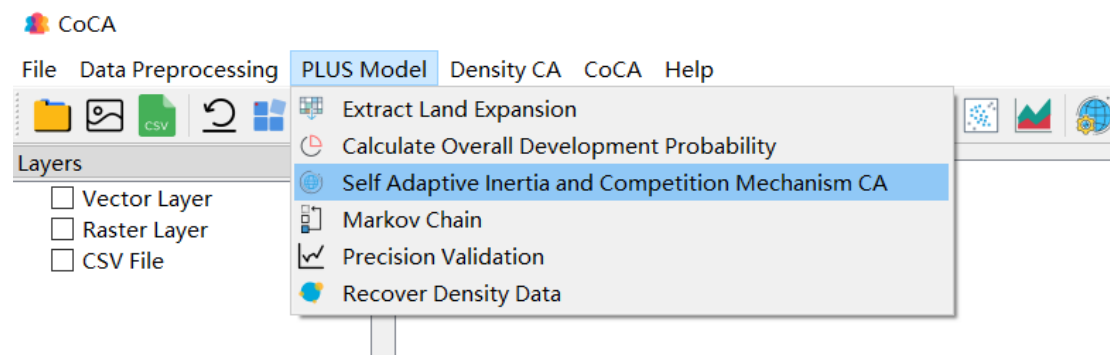 CoCA
File Data Preprocessing PLUS Model Density CA CoCA Help
CSV
Extract Land Expansion
Calculate Overall Development Probability
Layers
Self Adaptive Inertia and Competition Mechanism CA
Vector Layer
Markov Chain
Raster Layer
Precision Validation
CSV File
Recover Density Data